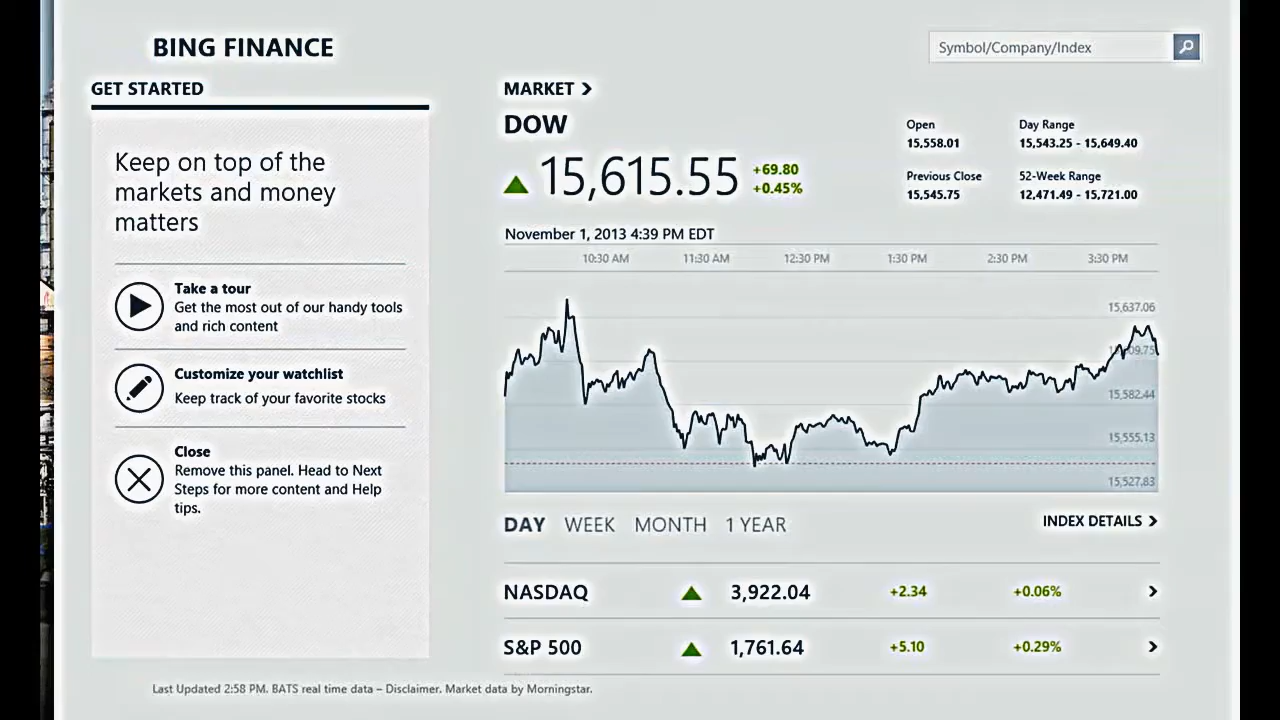 BING FINANCE
Symbol/Company/Index
GET STARTED
Keep on top of the
markets and money
matters
Take a tour
Get the most out of our handy tools
and rich content
Customize your watchlist
Keep track of your favorite stocks
Close
Remove this panel. Head to Next
Steps for more content and Help
tips.
MARKET
DOW
15,615.55
+69.80
+0.45%
Open
15,558.01
Day Range
15,543.25 - 15,649.40
Previous Close
15,545.75
52-Week Range
12,471.49 - 15,721.00
November 1, 2013 4:39 PM EDT
10:30 AM 11:30 AM 12:30 PM 1:30 PM 2:30 PM 3:30 PM
15,637.06
15,582.44
15,555.13
15,527.83
DAY WEEK MONTH 1 YEAR
INDEX DETAILS
NASDAQ 3,922.04 +2.34 +0.06%
S&P 500 1,761.64 +5.10 +0.29%
Last Updated 2:58 PM. BATS real time data – Disclaimer. Market data by Morningstar.